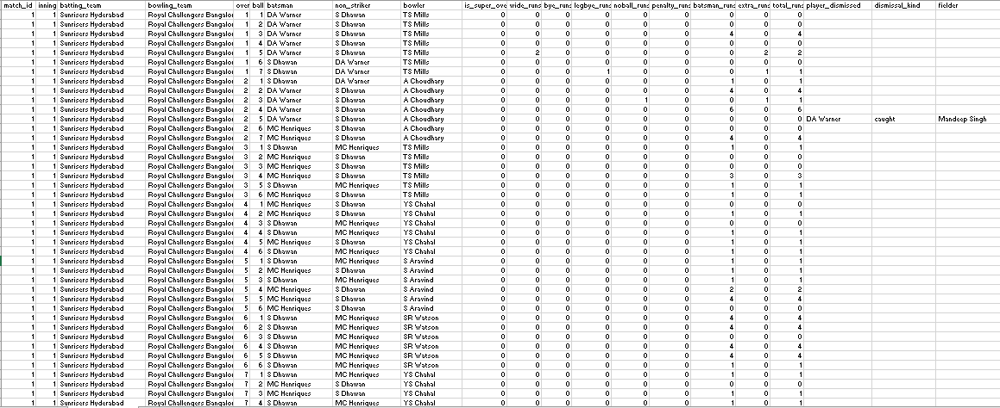 match_id inning batting_team bowling_team over ball batsman non_striker bowler is_super_ove wide_runs bye_runs legbye_runs noball_runs penalty_runs batsman_runs extra_runs total_runs player_dismissed dismissal_kind fielder
1 1 Sunrisers Hyderabad Royal Challengers Bangalor 1 1 DA Warner S Dhawan TS Mills 0 0 0 0 0 0 0 0 0
1 1 Sunrisers Hyderabad Royal Challengers Bangalor 1 2 DA Warner S Dhawan TS Mills 0 0 0 0 0 0 0 0 0
1 1 Sunrisers Hyderabad Royal Challengers Bangalor 1 3 DA Warner S Dhawan TS Mills 0 0 0 0 0 0 4 0 4
1 1 Sunrisers Hyderabad Royal Challengers Bangalor 1 4 DA Warner S Dhawan TS Mills 0 0 0 0 0 0 0 0 0
1 1 Sunrisers Hyderabad Royal Challengers Bangalor 1 5 DA Warner S Dhawan TS Mills 0 2 0 0 0 0 0 2 2
1 1 Sunrisers Hyderabad Royal Challengers Bangalor 1 6 S Dhawan DA Warner TS Mills 0 0 0 0 0 0 0 0 0
1 1 Sunrisers Hyderabad Royal Challengers Bangalor 1 7 S Dhawan DA Warner TS Mills 0 0 0 1 0 0 0 1 1
1 1 Sunrisers Hyderabad Royal Challengers Bangalor 2 1 S Dhawan DA Warner A Choudhary 0 0 0 0 0 0 1 0 1
1 1 Sunrisers Hyderabad Royal Challengers Bangalor 2 2 DA Warner S Dhawan A Choudhary 0 0 0 0 0 0 4 0 4
1 1 Sunrisers Hyderabad Royal Challengers Bangalor 2 3 DA Warner S Dhawan A Choudhary 0 0 0 0 1 0 0 1 1
1 1 Sunrisers Hyderabad Royal Challengers Bangalor 2 4 DA Warner S Dhawan A Choudhary 0 0 0 0 0 0 6 0 6
1 1 Sunrisers Hyderabad Royal Challengers Bangalor 2 5 DA Warner S Dhawan A Choudhary 0 0 0 0 0 0 0 0 0 DA Warner caught Mandeep Singh
1 1 Sunrisers Hyderabad Royal Challengers Bangalor 2 6 MC Henriques S Dhawan A Choudhary 0 0 0 0 0 0 0 0 0
1 1 Sunrisers Hyderabad Royal Challengers Bangalor 2 7 MC Henriques S Dhawan A Choudhary 0 0 0 0 0 0 4 0 4
1 1 Sunrisers Hyderabad Royal Challengers Bangalor 3 1 S Dhawan MC Henriques TS Mills 0 0 0 0 0 0 1 0 1
1 1 Sunrisers Hyderabad Royal Challengers Bangalor 3 2 MC Henriques S Dhawan TS Mills 0 0 0 0 0 0 0 0 0
1 1 Sunrisers Hyderabad Royal Challengers Bangalor 3 3 MC Henriques S Dhawan TS Mills 0 0 0 0 0 0 0 0 0
1 1 Sunrisers Hyderabad Royal Challengers Bangalor 3 4 MC Henriques S Dhawan TS Mills 0 0 0 0 0 0 3 0 3
1 1 Sunrisers Hyderabad Royal Challengers Bangalor 3 5 S Dhawan MC Henriques TS Mills 0 0 0 0 0 0 1 0 1
1 1 Sunrisers Hyderabad Royal Challengers Bangalor 3 6 MC Henriques S Dhawan TS Mills 0 0 0 0 0 0 1 0 1
1 1 Sunrisers Hyderabad Royal Challengers Bangalor 4 1 MC Henriques S Dhawan YS Chahal 0 0 0 0 0 0 0 0 0
1 1 Sunrisers Hyderabad Royal Challengers Bangalor 4 2 MC Henriques S Dhawan YS Chahal 0 0 0 0 0 0 1 0 1
1 1 Sunrisers Hyderabad Royal Challengers Bangalor 4 3 S Dhawan MC Henriques YS Chahal 0 0 0 0 0 0 0 0 0
1 1 Sunrisers Hyderabad Royal Challengers Bangalor 4 4 S Dhawan MC Henriques YS Chahal 0 0 0 0 0 0 1 0 1
1 1 Sunrisers Hyderabad Royal Challengers Bangalor 4 5 MC Henriques S Dhawan YS Chahal 0 0 0 0 0 0 1 0 1
1 1 Sunrisers Hyderabad Royal Challengers Bangalor 4 6 S Dhawan MC Henriques YS Chahal 0 0 0 0 0 0 1 0 1
1 1 Sunrisers Hyderabad Royal Challengers Bangalor 5 1 S Dhawan MC Henriques S Aravind 0 0 0 0 0 0 1 0 1
1 1 Sunrisers Hyderabad Royal Challengers Bangalor 5 2 MC Henriques S Dhawan S Aravind 0 0 0 0 0 0 1 0 1
1 1 Sunrisers Hyderabad Royal Challengers Bangalor 5 3 S Dhawan MC Henriques S Aravind 0 0 0 0 0 0 1 0 1
1 1 Sunrisers Hyderabad Royal Challengers Bangalor 5 4 MC Henriques S Dhawan S Aravind 0 0 0 0 0 0 2 0 2
1 1 Sunrisers Hyderabad Royal Challengers Bangalor 5 5 MC Henriques S Dhawan S Aravind 0 0 0 0 0 0 4 0 4
1 1 Sunrisers Hyderabad Royal Challengers Bangalor 5 6 MC Henriques S Dhawan S Aravind 0 0 0 0 0 0 0 0 0
1 1 Sunrisers Hyderabad Royal Challengers Bangalor 6 1 S Dhawan MC Henriques SR Watson 0 0 0 0 0 0 4 0 4
1 1 Sunrisers Hyderabad Royal Challengers Bangalor 6 2 S Dhawan MC Henriques SR Watson 0 0 0 0 0 0 4 0 4
1 1 Sunrisers Hyderabad Royal Challengers Bangalor 6 3 S Dhawan MC Henriques SR Watson 0 0 0 0 0 0 0 0 0
1 1 Sunrisers Hyderabad Royal Challengers Bangalor 6 4 S Dhawan MC Henriques SR Watson 0 0 0 0 0 0 4 0 4
1 1 Sunrisers Hyderabad Royal Challengers Bangalor 6 5 S Dhawan MC Henriques SR Watson 0 0 0 0 0 0 4 0 4
1 1 Sunrisers Hyderabad Royal Challengers Bangalor 6 6 S Dhawan MC Henriques SR Watson 0 0 0 0 0 0 1 0 1
1 1 Sunrisers Hyderabad Royal Challengers Bangalor 7 1 S Dhawan MC Henriques YS Chahal 0 0 0 0 0 0 1 0 1
1 1 Sunrisers Hyderabad Royal Challengers Bangalor 7 2 MC Henriques S Dhawan YS Chahal 0 0 0 0 0 0 0 0 0
1 1 Sunrisers Hyderabad Royal Challengers Bangalor 7 3 MC Henriques S Dhawan YS Chahal 0 0 0 0 0 0 1 0 1
1 1 Sunrisers Hyderabad Royal Challengers Bangalor 7 4 S Dhawan MC Henriques YS Chahal 0 0 0 0 0 0 1 0 1